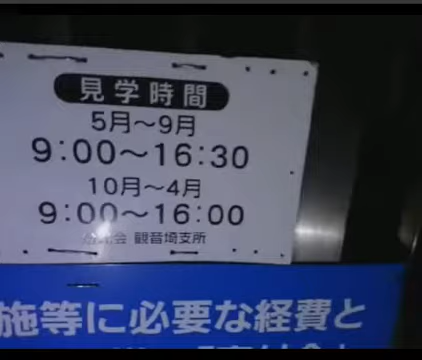 見学時間
5月～9月
9:00～16:30
10月～4月
9:00～16:00
会 観音埼支所
施等に必要な経費と